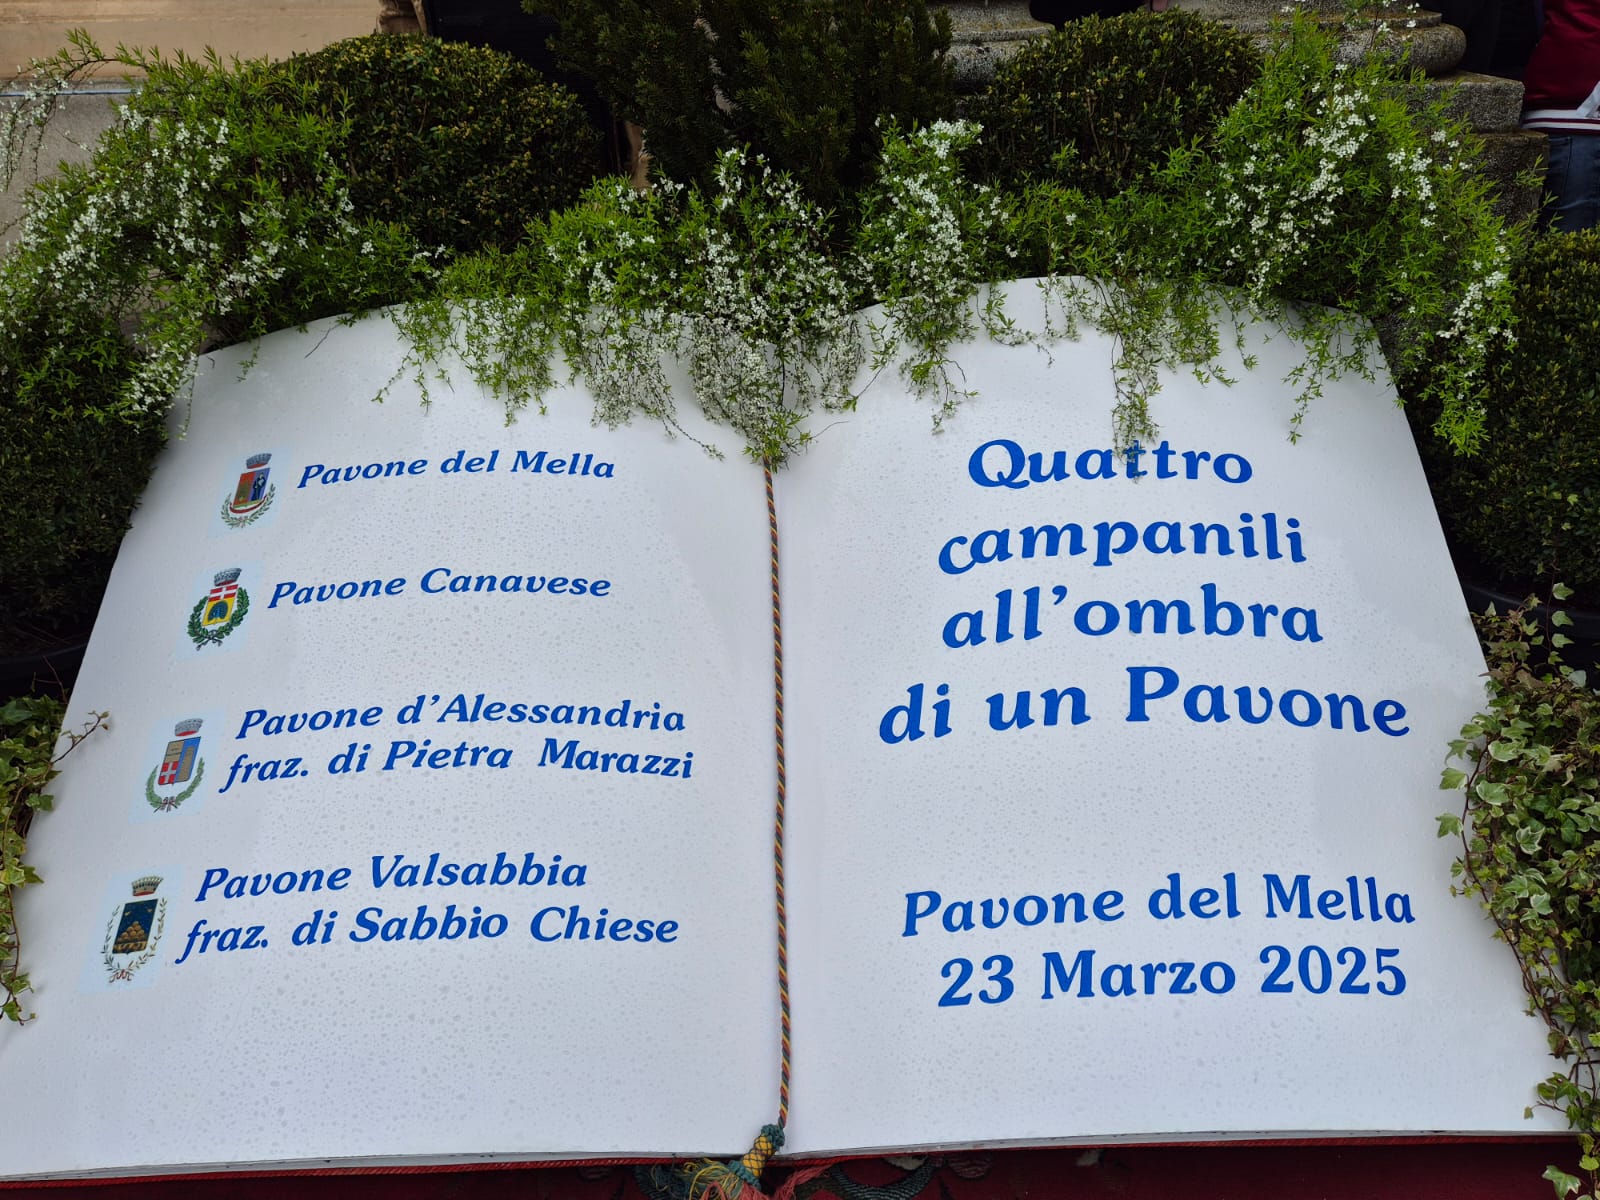 Pavone del Mella
Pavone Canavese
Pavone d'Alessandria
fraz. di Pietra Marazzi
Pavone Valsabbia
fraz. di Sabbio Chiese
Quattro
campanili
all'ombra
di un Pavone
Pavone del Mella
23 Marzo 2025